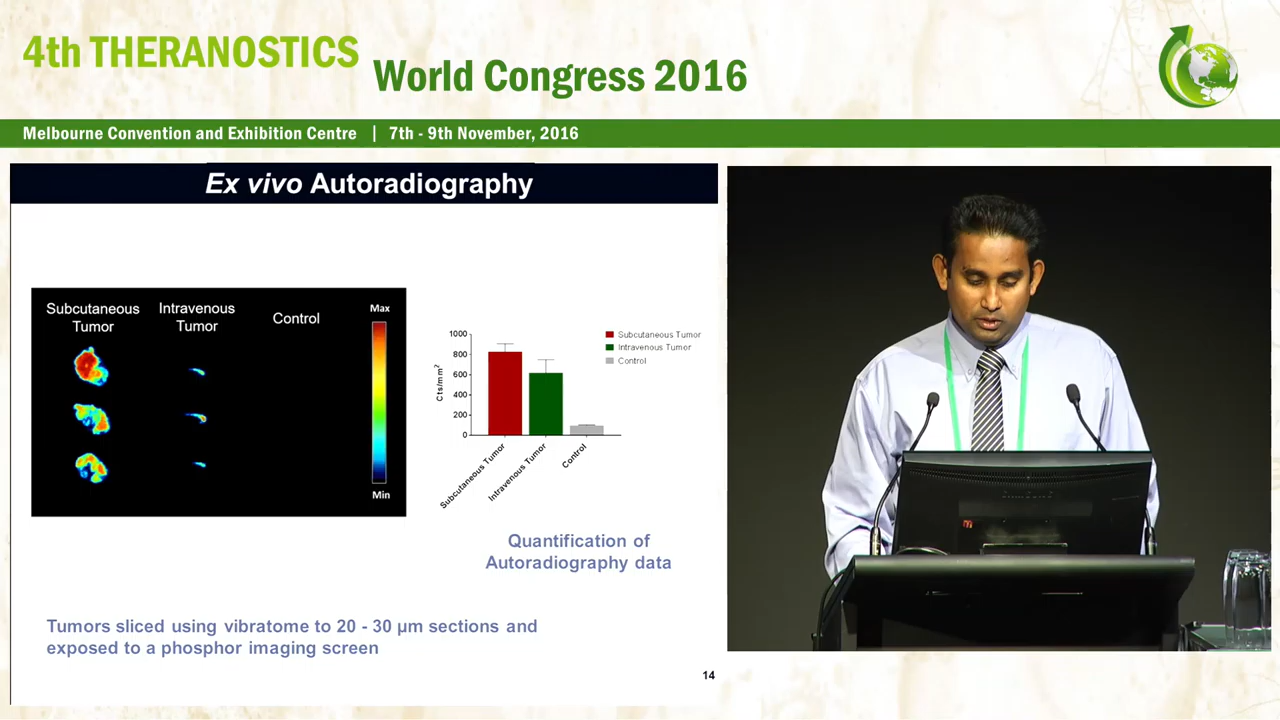 4th THERANOSTICS
World Congress 2016
Melbourne Convention and Exhibition Centre | 7th - 9th November, 2016
Ex vivo Autoradiography
Subcutaneous
Tumor
Intravenous
Tumor
Control
Max
Min
1000
800
600
400
200
0
Cts/mm²
Subcutaneous Tumor
Intravenous Tumor
Control
Subcutaneous Tumor
Intravenous Tumor
Control
Quantification of
Autoradiography data
Tumors sliced using vibratome to 20 - 30 µm sections and
exposed to a phosphor imaging screen
14
SAMSUNG